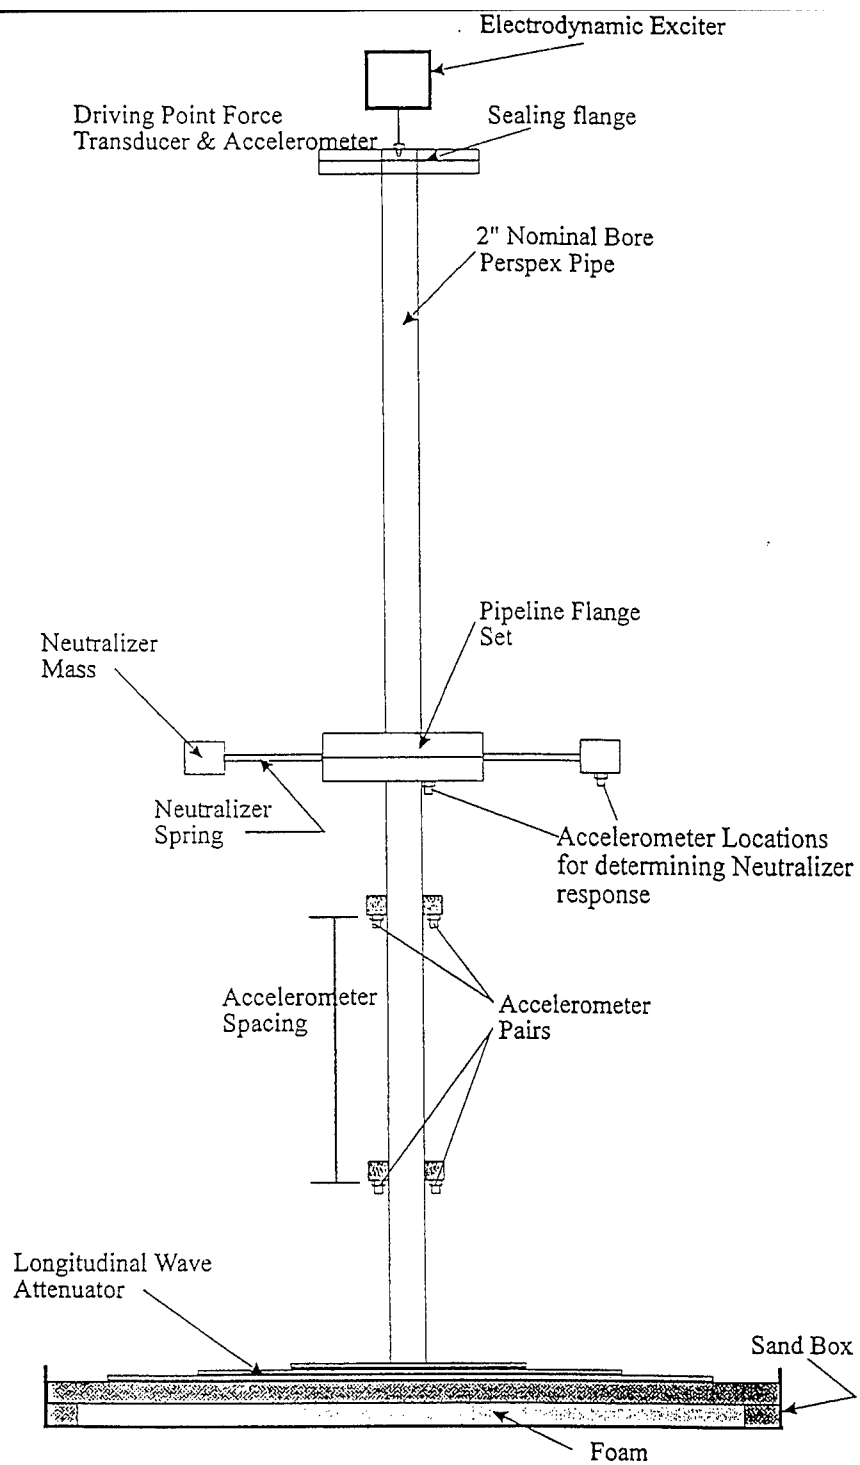 Electrodynamic Exciter
Driving Point Force
Transducer & Accelerometer
Sealing flange
2" Nominal Bore
Perspex Pipe
Pipeline Flange
Set
Neutralizer
Mass
Neutralizer
Spring
Accelerometer Locations
for determining Neutralizer
response
Accelerometer
Spacing
Accelerometer
Pairs
Longitudinal Wave
Attenuator
Sand Box
Foam